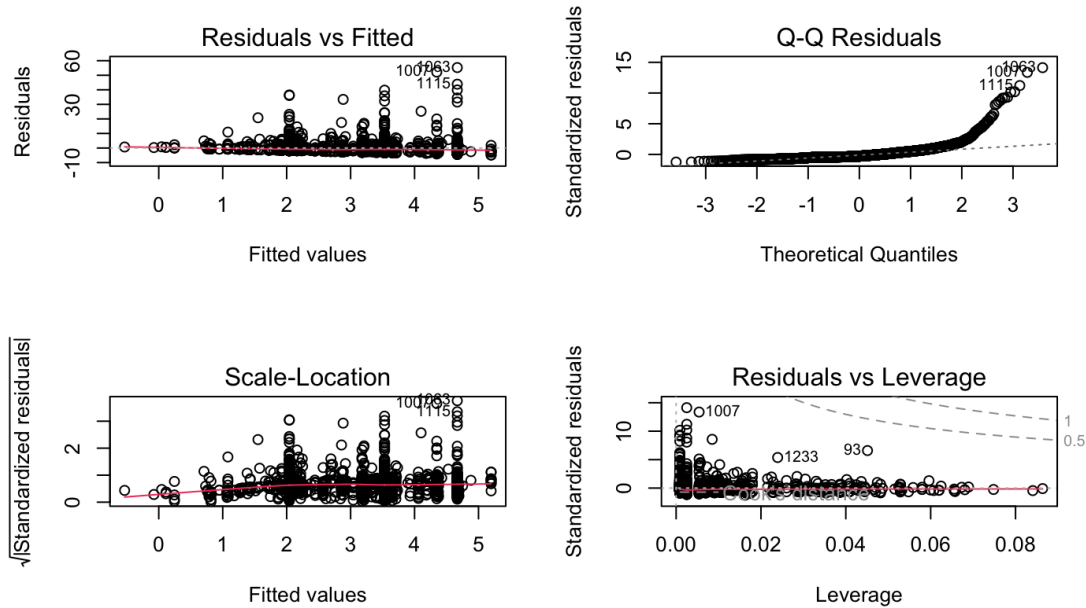 Residuals vs Fitted
Residuals
60
30
-10
1063
1007
1115
0 1 2 3 4 5
Fitted values
Q-Q Residuals
Standardized residuals
15
5
0
1063
1007
1115
-3 -2 -1 0 1 2 3
Theoretical Quantiles
Scale-Location
√|Standardized residuals|
2
0
1063
1007
1115
0 1 2 3 4 5
Fitted values
Residuals vs Leverage
Standardized residuals
10
0
1007
1233
93
1
0.5
Cook's distance
0.00 0.02 0.04 0.06 0.08
Leverage